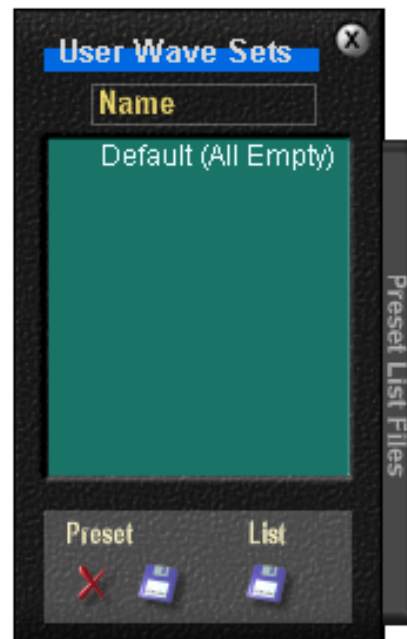 User Wave Sets
X
Name
Default (All Empty)
Preset List Files
Preset List